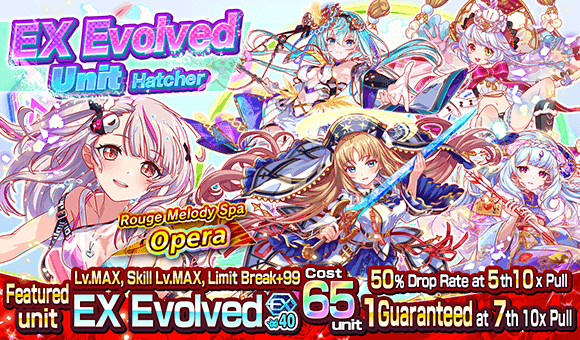 EX Evolved
Unit Hatcher
Rouge Melody Spa
Opera
Featured unit
Lv.MAX, Skill Lv.MAX, Limit Break+99
EX Evolved EX 40
Cost 65 unit
50% Drop Rate at 5th 10x Pull
1 Guaranteed at 7th 10x Pull